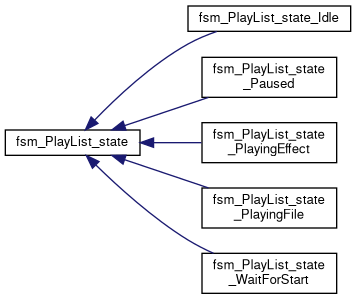 fsm_PlayList_state_Idle
fsm_PlayList_state
_Paused
fsm_PlayList_state
fsm_PlayList_state
_PlayingEffect
fsm_PlayList_state
_PlayingFile
fsm_PlayList_state
_WaitForStart